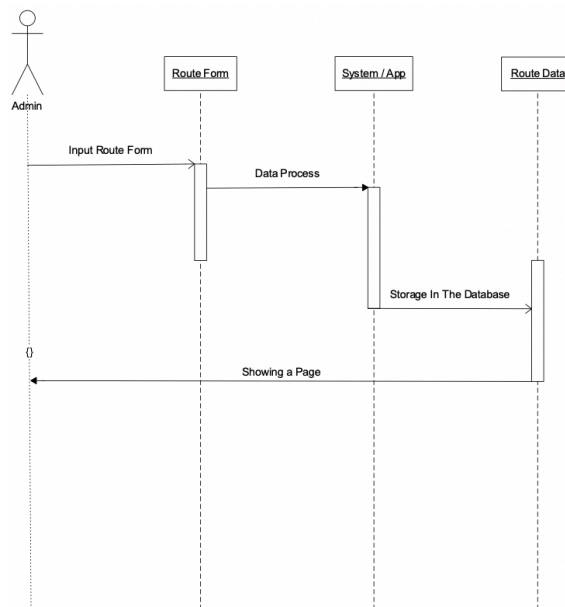 Route Form
System / App
Route Data
Admin
Input Route Form
Data Process
Storage In The Database
{}
Showing a Page